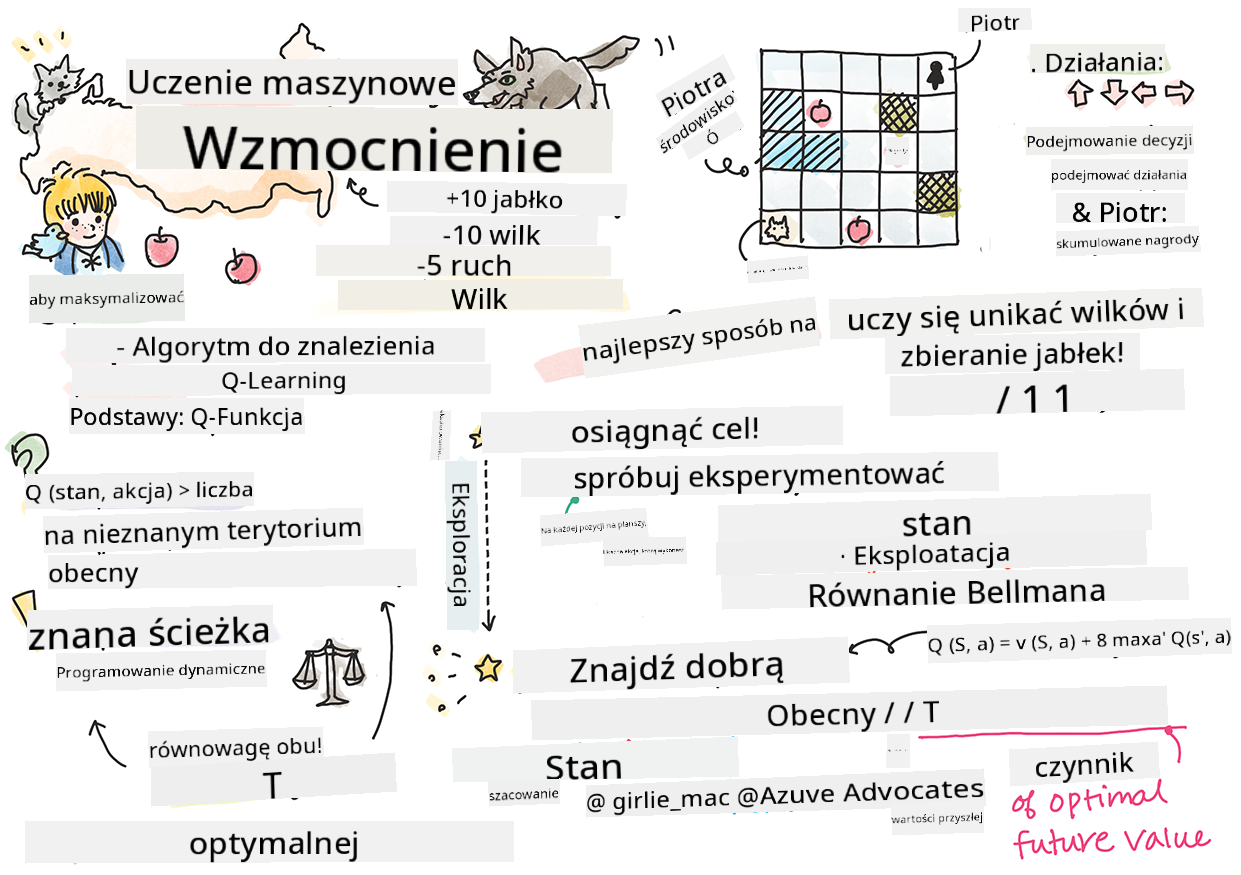 Piotr
Uczenie maszynowe
Wzmocnienie
Piotra
środowisko
Ó
. Działania:
Podejmowanie decyzji
podejmować działania
& Piotr:
skumulowane nagrody
+10 jabłko
-10 wilk
-5 ruch
Wilk
aby maksymalizować
- Algorytm do znalezienia
Q-Learning
Podstawy: Q-Funkcja
najlepszy sposób na
uczy się unikać wilków i
zbieranie jabłek!
/ 1 1
osiągnąć cel!
spróbuj eksperymentować
Q (stan, akcja) > liczba
na nieznanym terytorium
obecny
Eksploracja
Na każdej pozycji na planszy,
stan
· Eksploatacja
Równanie Bellmana
znana ścieżka
Programowanie dynamiczne
Znajdź dobrą
Q (S, a) = v (S, a) + 8 maxa' Q(s', a)
Obecny / / T
równowagę obu!
T
Stan
szacowanie
@ girlie_mac @Azuve Advocates
wartości przyszłej
czynnik
of optimal
future value
optymalnej